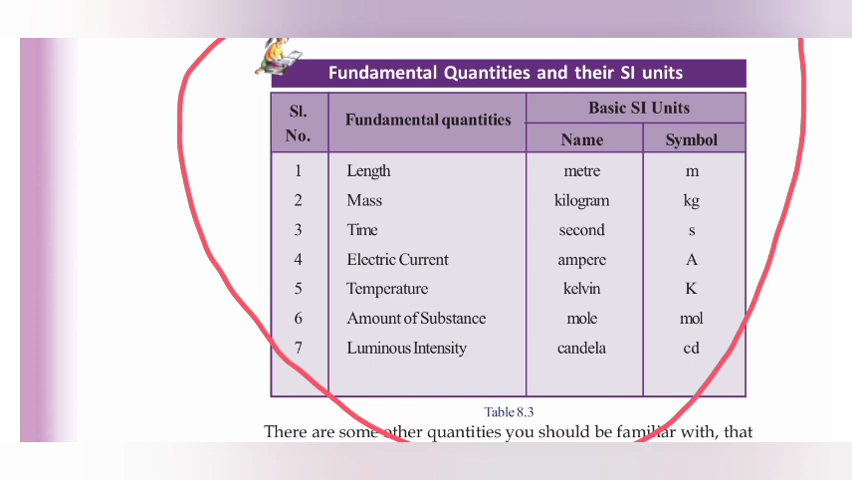 Fundamental Quantities and their SI units
Sl. No. Fundamental quantities Basic SI Units
Name Symbol
1 Length metre m
2 Mass kilogram kg
3 Time second s
4 Electric Current ampere A
5 Temperature kelvin K
6 Amount of Substance mole mol
7 Luminous Intensity candela cd
Table 8.3
There are some other quantities you should be familiar with, that